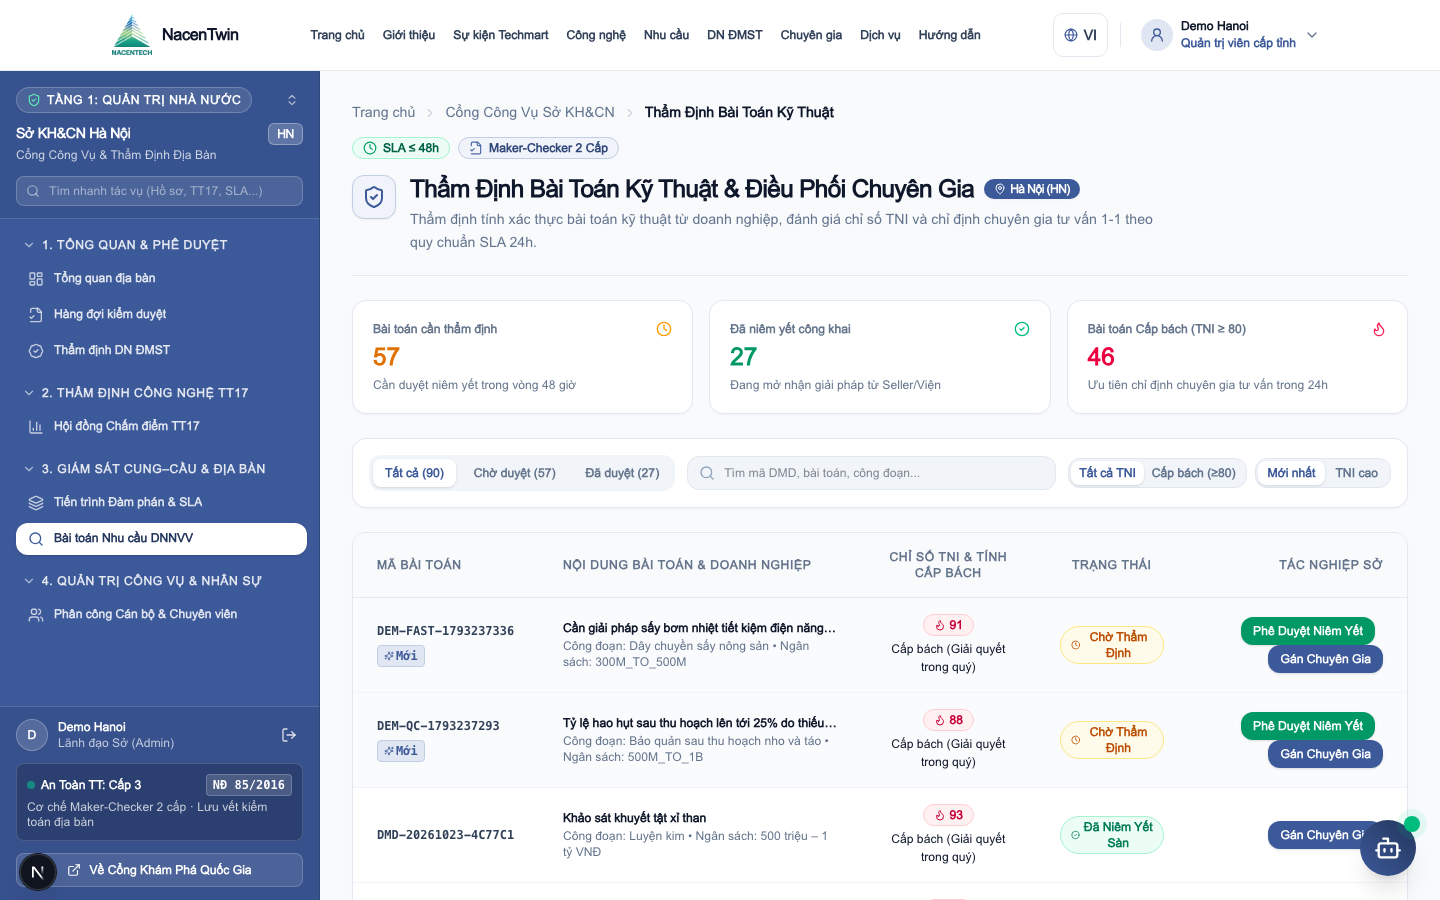 NACENTECH
NacenTwin
Trang chủ
Giới thiệu
Sự kiện Techmart
Công nghệ
Nhu cầu
DN ĐMST
Chuyên gia
Dịch vụ
Hướng dẫn
VI
Demo Hanoi
Quản trị viên cấp tỉnh
TẦNG 1: QUẢN TRỊ NHÀ NƯỚC
Sở KH&CN Hà Nội
HN
Cổng Công Vụ & Thẩm Định Địa Bàn
Tìm nhanh tác vụ (Hồ sơ, TT17, SLA...)
1. TỔNG QUAN & PHÊ DUYỆT
Tổng quan địa bàn
Hàng đợi kiểm duyệt
Thẩm định DN ĐMST
2. THẨM ĐỊNH CÔNG NGHỆ TT17
Hội đồng Chấm điểm TT17
3. GIÁM SÁT CUNG–CẦU & ĐỊA BÀN
Tiến trình Đàm phán & SLA
Bài toán Nhu cầu DNNVV
4. QUẢN TRỊ CÔNG VỤ & NHÂN SỰ
Phân công Cán bộ & Chuyên viên
D
Demo Hanoi
Lãnh đạo Sở (Admin)
An Toàn TT: Cấp 3
NĐ 85/2016
Cơ chế Maker-Checker 2 cấp · Lưu vết kiểm
toán địa bàn
N
Về Cổng Khám Phá Quốc Gia
Trang chủ
Cổng Công Vụ Sở KH&CN
Thẩm Định Bài Toán Kỹ Thuật
SLA ≤ 48h
Maker-Checker 2 Cấp
Thẩm Định Bài Toán Kỹ Thuật & Điều Phối Chuyên Gia
Hà Nội (HN)
Thẩm định tính xác thực bài toán kỹ thuật từ doanh nghiệp, đánh giá chỉ số TNI và chỉ định chuyên gia tư vấn 1-1 theo
quy chuẩn SLA 24h.
Bài toán cần thẩm định
57
Cần duyệt niêm yết trong vòng 48 giờ
Đã niêm yết công khai
27
Đang mở nhận giải pháp từ Seller/Viện
Bài toán Cấp bách (TNI ≥ 80)
46
Ưu tiên chỉ định chuyên gia tư vấn trong 24h
Tất cả (90)
Chờ duyệt (57)
Đã duyệt (27)
Tìm mã DMD, bài toán, công đoạn...
Tất cả TNI
Cấp bách (≥80)
Mới nhất
TNI cao
MÃ BÀI TOÁN
NỘI DUNG BÀI TOÁN & DOANH NGHIỆP
CHỈ SỐ TNI & TÍNH
CẤP BÁCH
TRẠNG THÁI
TÁC NGHIỆP SỞ
DEM-FAST-1793237336
Mới
Cần giải pháp sấy bơm nhiệt tiết kiệm điện năng...
Công đoạn: Dây chuyền sấy nông sản • Ngân
sách: 300M_TO_500M
91
Cấp bách (Giải quyết
trong quý)
Chờ Thẩm
Định
Phê Duyệt Niêm Yết
Gán Chuyên Gia
DEM-QC-1793237293
Mới
Tỷ lệ hao hụt sau thu hoạch lên tới 25% do thiếu...
Công đoạn: Bảo quản sau thu hoạch nho và táo •
Ngân sách: 500M_TO_1B
88
Cấp bách (Giải quyết
trong quý)
Chờ Thẩm
Định
Phê Duyệt Niêm Yết
Gán Chuyên Gia
DMD-20261023-4C77C1
Khảo sát khuyết tật xỉ than
Công đoạn: Luyện kim • Ngân sách: 500 triệu – 1
tỷ VNĐ
93
Cấp bách (Giải quyết
trong quý)
Đã Niêm Yết
Sàn
Gán Chuyên Gia